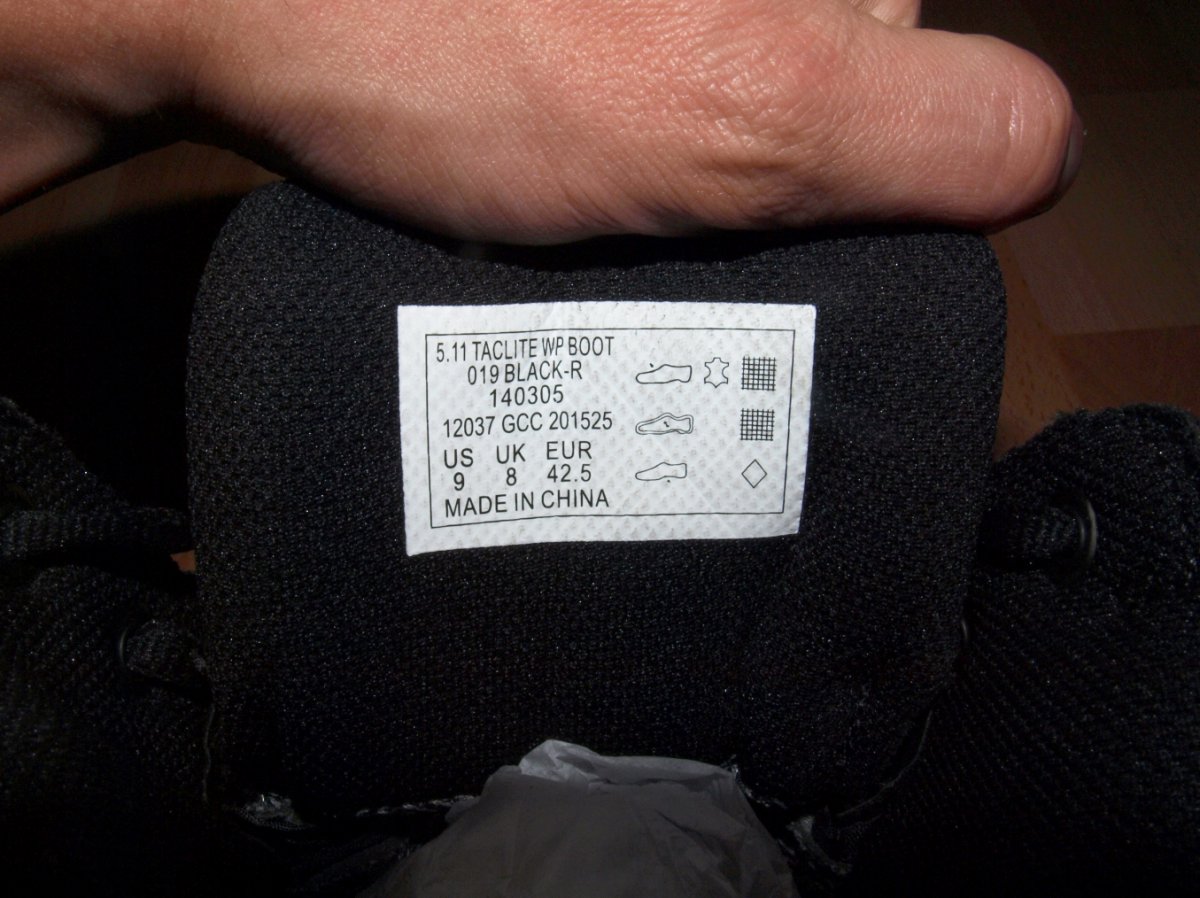 5.11 TACLITE WP BOOT
019 BLACK-R
140305
12037 GCC 201525
US UK EUR
9 8 42.5
MADE IN CHINA